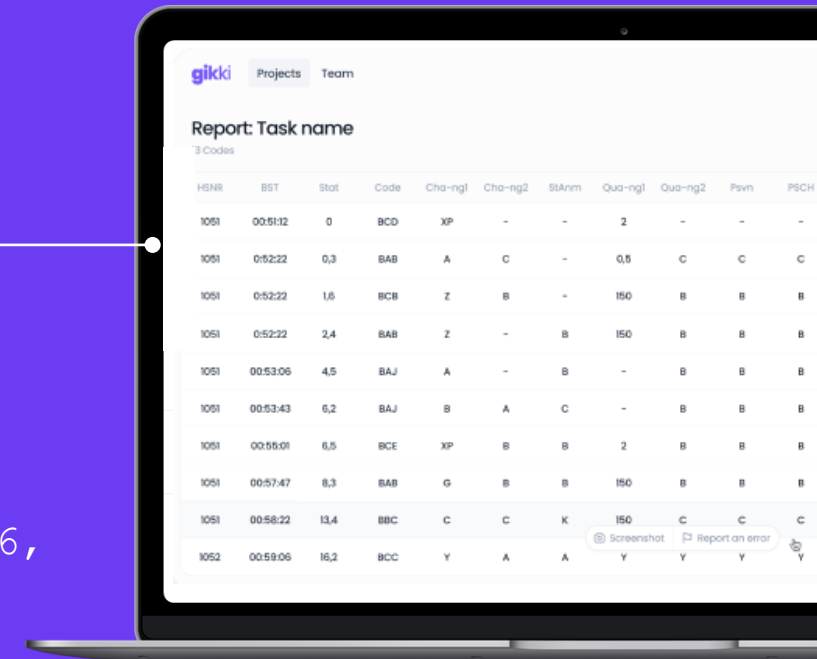 gikki Projects Team
Report: Task name
13 Codes
HSNR BST Stat Code Cha-ng1 Cha-ng2 StAnm Qua-ng1 Qua-ng2 Psvn PSCH
1051 00:51:12 0 BCD XP - - 2 - - -
1051 0:52:22 0,3 BAB A C - 0,5 C C C
1051 0:52:22 1,6 BCB Z B - 150 B B B
1051 0:52:22 2,4 BAB Z - B 150 B B B
1051 00:53:06 4,5 BAJ A - B - B B B
1051 00:53:43 6,2 BAJ B A C - B B B
1051 00:55:01 6,5 BCE XP B B 2 B B B
1051 00:57:47 8,3 BAB G B B 150 B B B
1051 00:58:22 13,4 BBC C C K 150 C C C
Screenshot Report an error
1052 00:59:06 16,2 BCC Y A A Y Y Y Y
6,